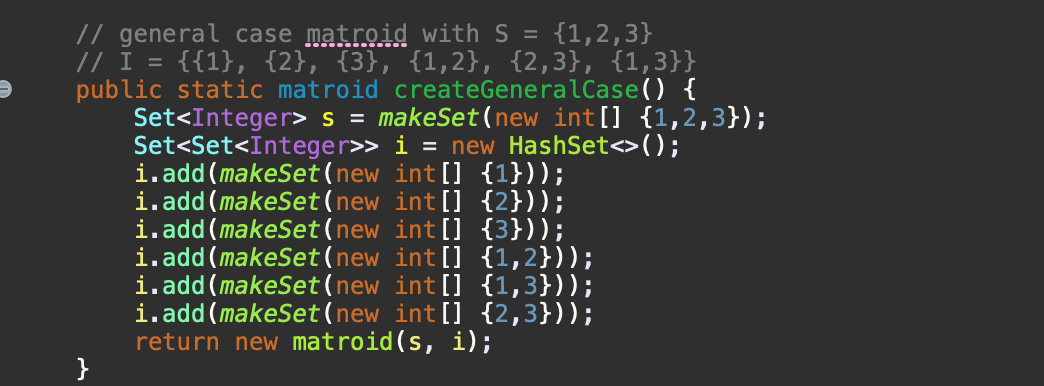 // general case matroid with S = {1,2,3}
// I = {{1}, {2}, {3}, {1,2}, {2,3}, {1,3}}
public static matroid createGeneralCase() {
    Set<Integer> s = makeSet(new int[] {1,2,3});
    Set<Set<Integer>> i = new HashSet<>();
    i.add(makeSet(new int[] {1}));
    i.add(makeSet(new int[] {2}));
    i.add(makeSet(new int[] {3}));
    i.add(makeSet(new int[] {1,2}));
    i.add(makeSet(new int[] {1,3}));
    i.add(makeSet(new int[] {2,3}));
    return new matroid(s, i);
}